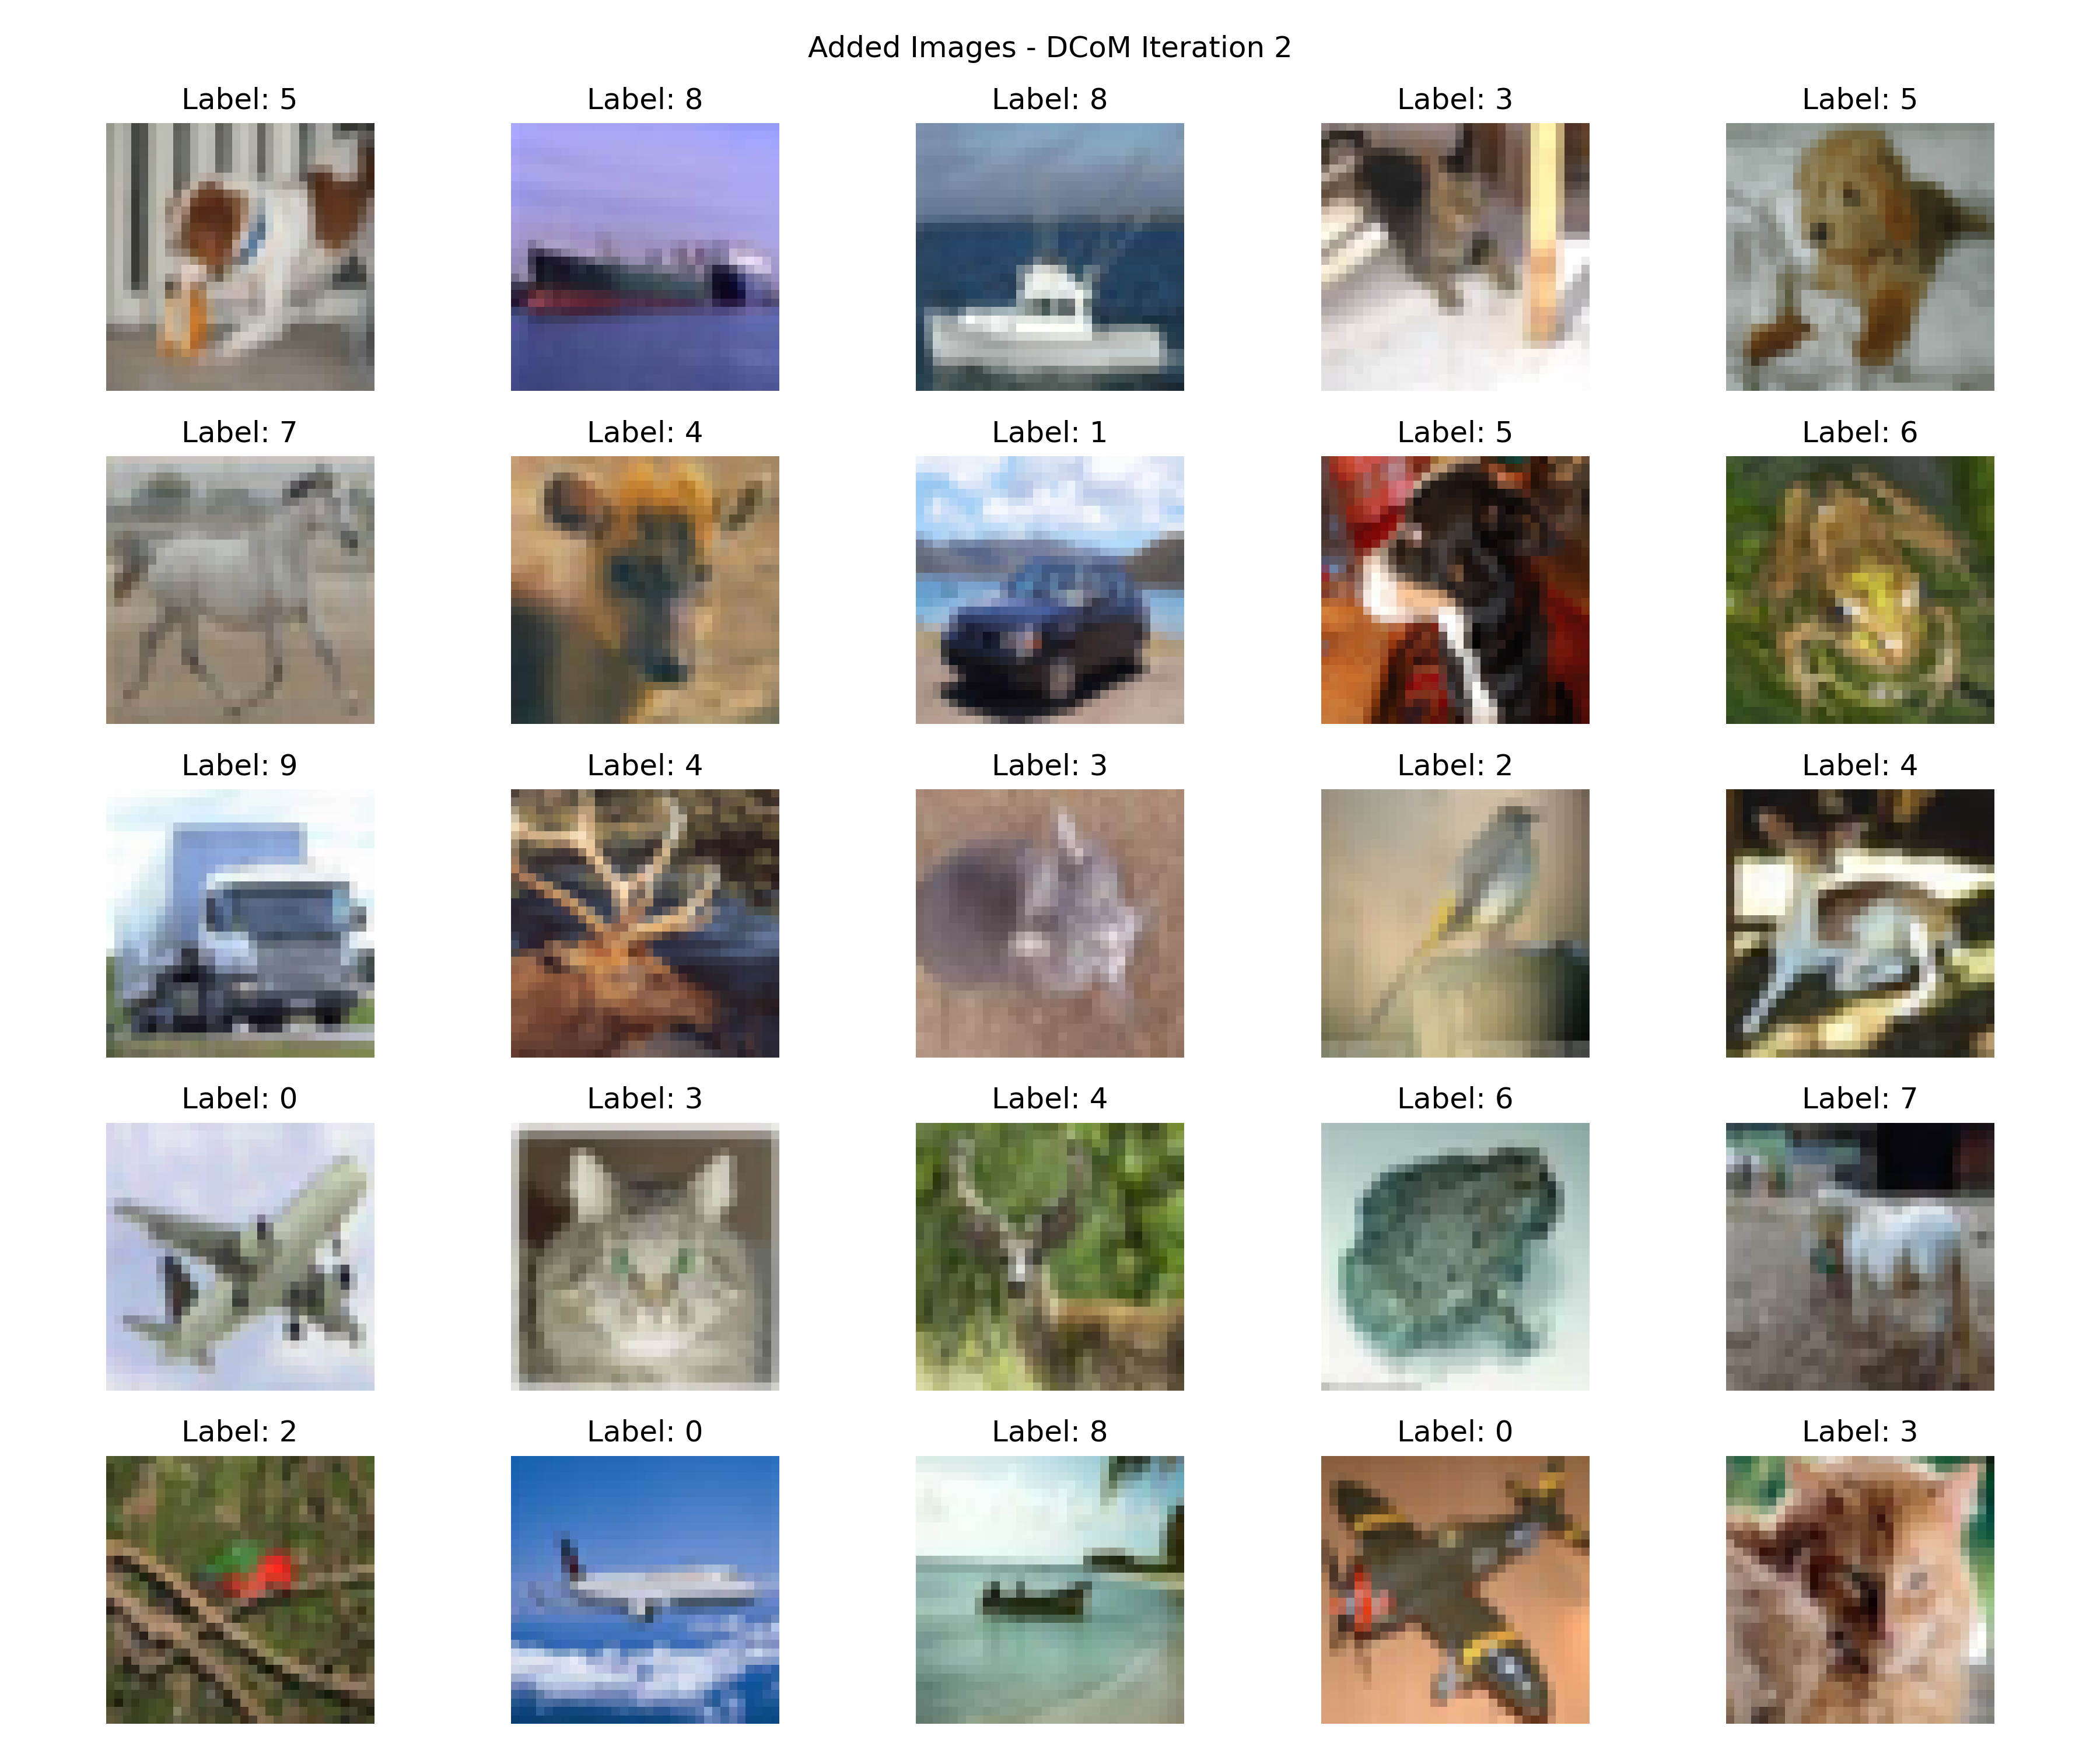 Added Images - DCoM Iteration 2
Label: 5 Label: 8 Label: 8 Label: 3 Label: 5
Label: 7 Label: 4 Label: 1 Label: 5 Label: 6
Label: 9 Label: 4 Label: 3 Label: 2 Label: 4
Label: 0 Label: 3 Label: 4 Label: 6 Label: 7
Label: 2 Label: 0 Label: 8 Label: 0 Label: 3